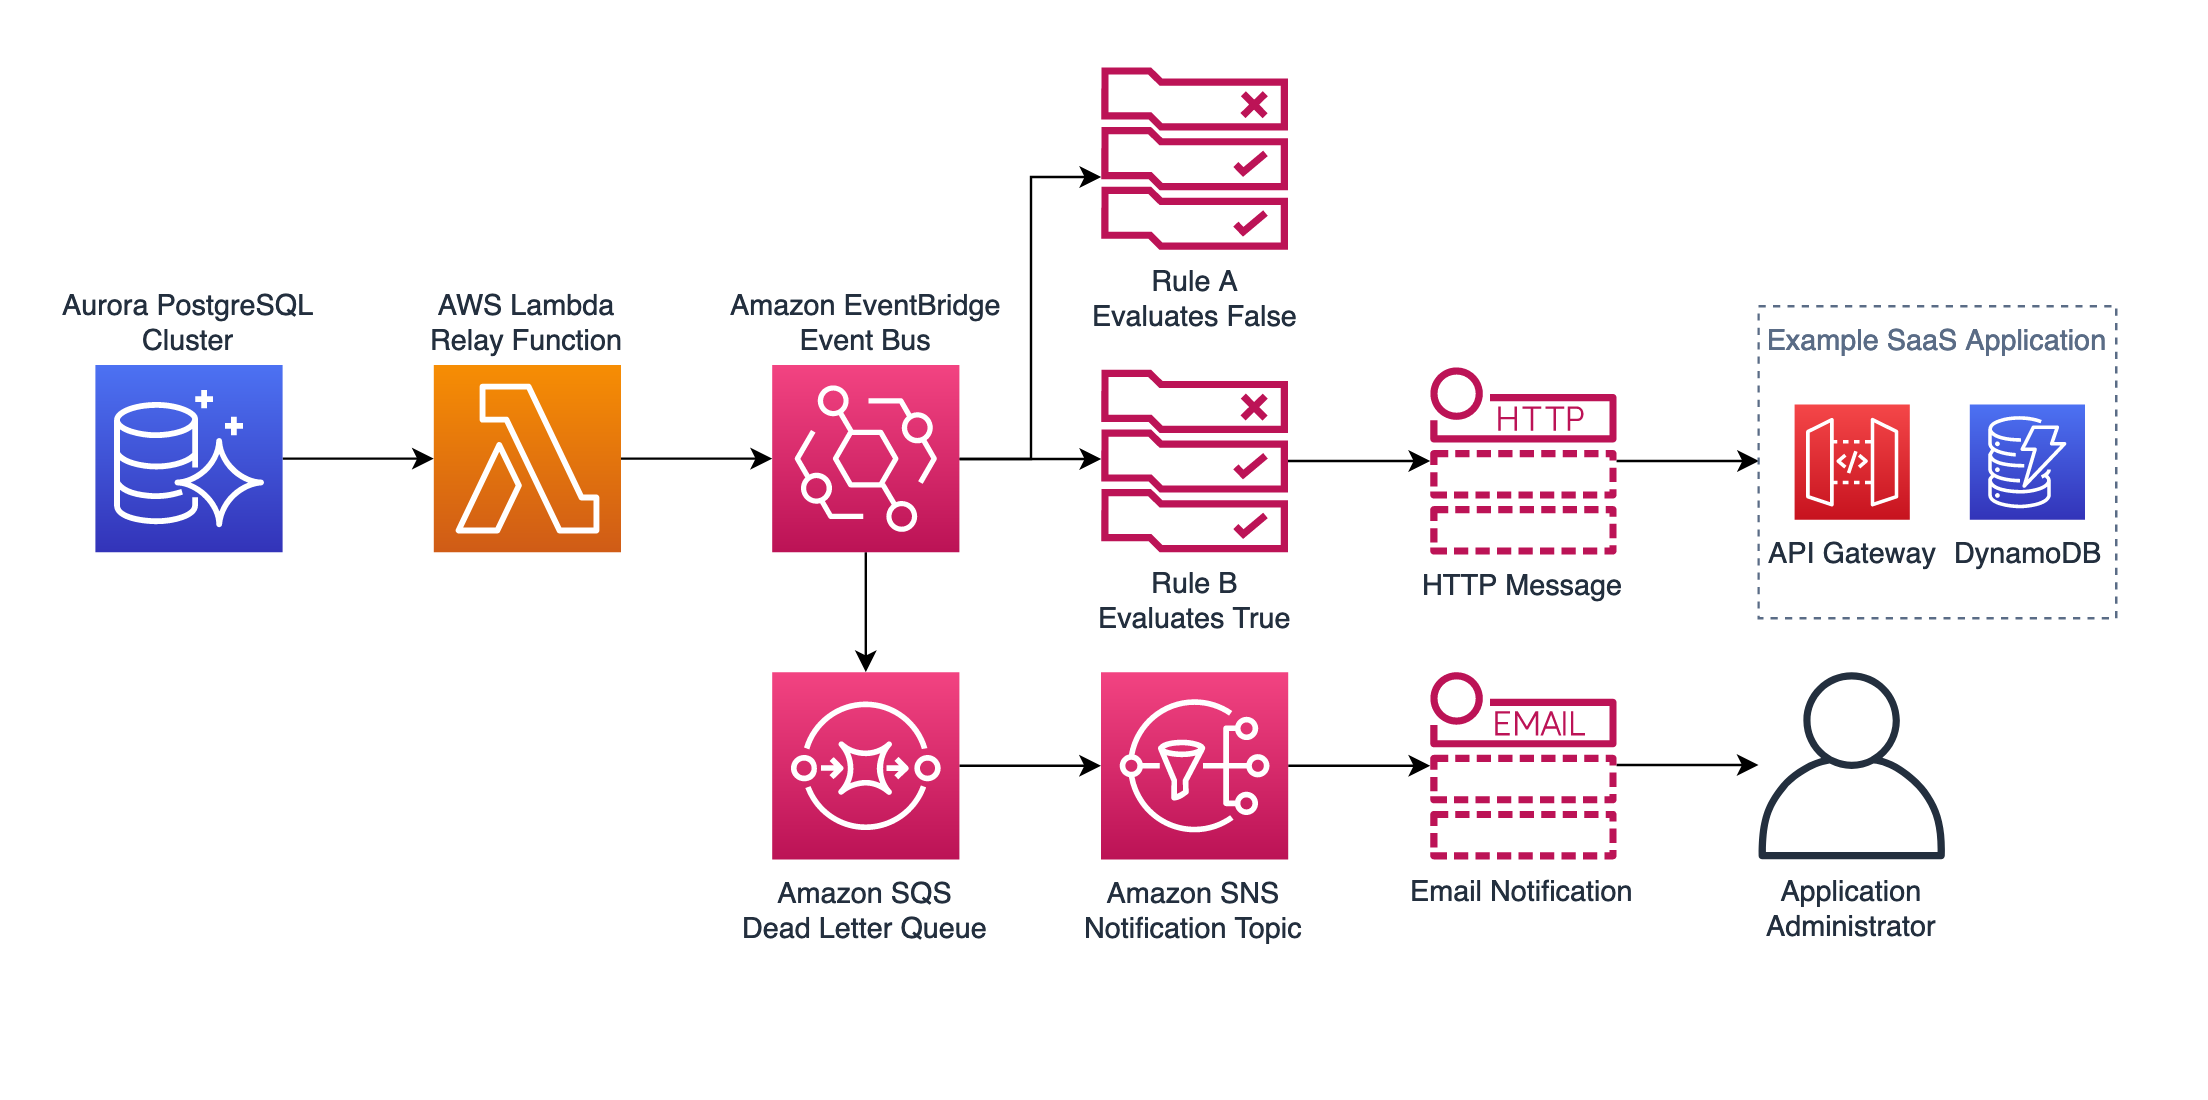 Rule A
Evaluates False
Aurora PostgreSQL
Cluster
AWS Lambda
Relay Function
Amazon EventBridge
Event Bus
Rule B
Evaluates True
HTTP
HTTP Message
Example SaaS Application
</>
API Gateway
DynamoDB
Amazon SQS
Dead Letter Queue
Amazon SNS
Notification Topic
EMAIL
Email Notification
Application
Administrator